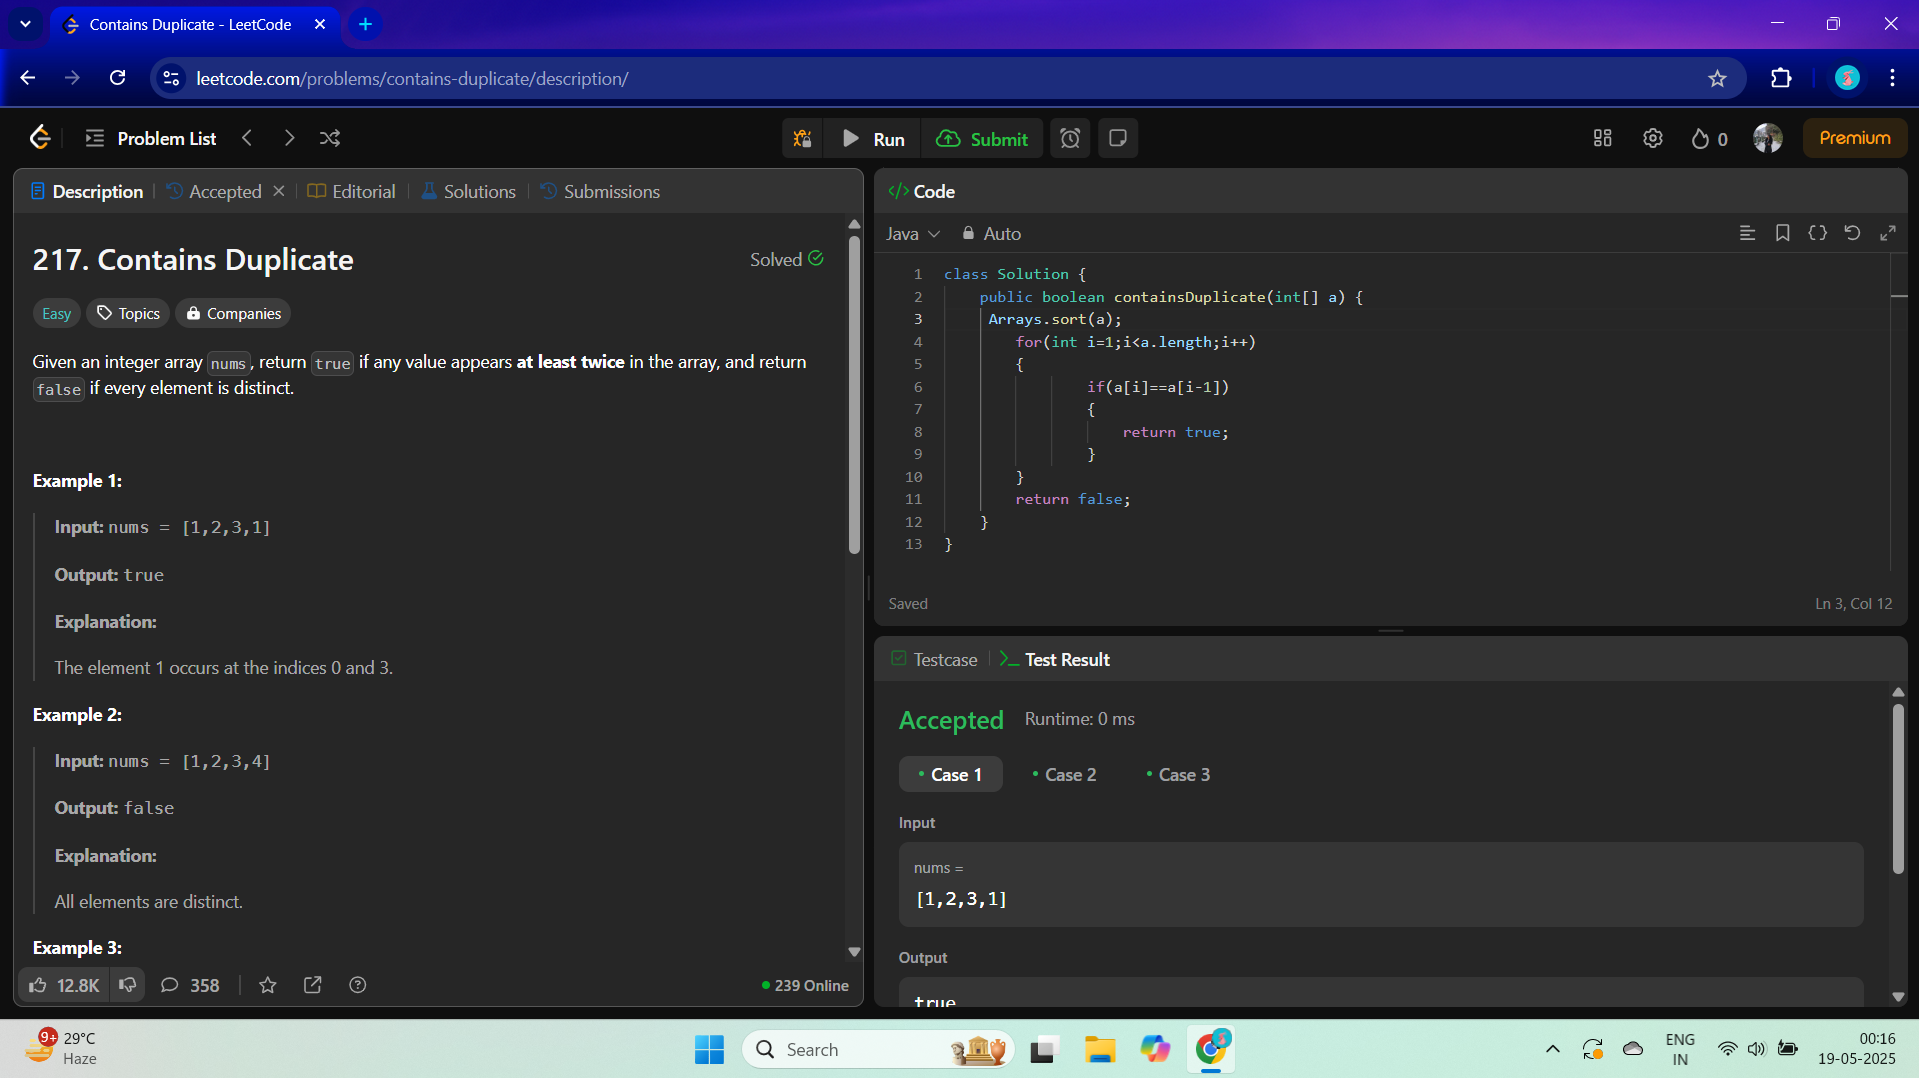 Contains Duplicate - LeetCode
leetcode.com/problems/contains-duplicate/description/
Problem List
Run
Submit
0
Premium
Description
Accepted
Editorial
Solutions
Submissions
217. Contains Duplicate
Solved
Easy
Topics
Companies
Given an integer array nums, return true if any value appears at least twice in the array, and return
false if every element is distinct.
Example 1:
Input: nums = [1,2,3,1]
Output: true
Explanation:
The element 1 occurs at the indices 0 and 3.
Example 2:
Input: nums = [1,2,3,4]
Output: false
Explanation:
All elements are distinct.
Example 3:
12.8K
358
239 Online
Code
Java
Auto
1 class Solution {
2 public boolean containsDuplicate(int[] a) {
3 Arrays.sort(a);
4 for(int i=1;i<a.length;i++)
5 {
6 if(a[i]==a[i-1])
7 {
8 return true;
9 }
10 }
11 return false;
12 }
13 }
Saved
Ln 3, Col 12
Testcase
Test Result
Accepted
Runtime: 0 ms
Case 1
Case 2
Case 3
Input
nums =
[1,2,3,1]
Output
true
9+
29°C
Haze
Search
ENG
IN
00:16
19-05-2025